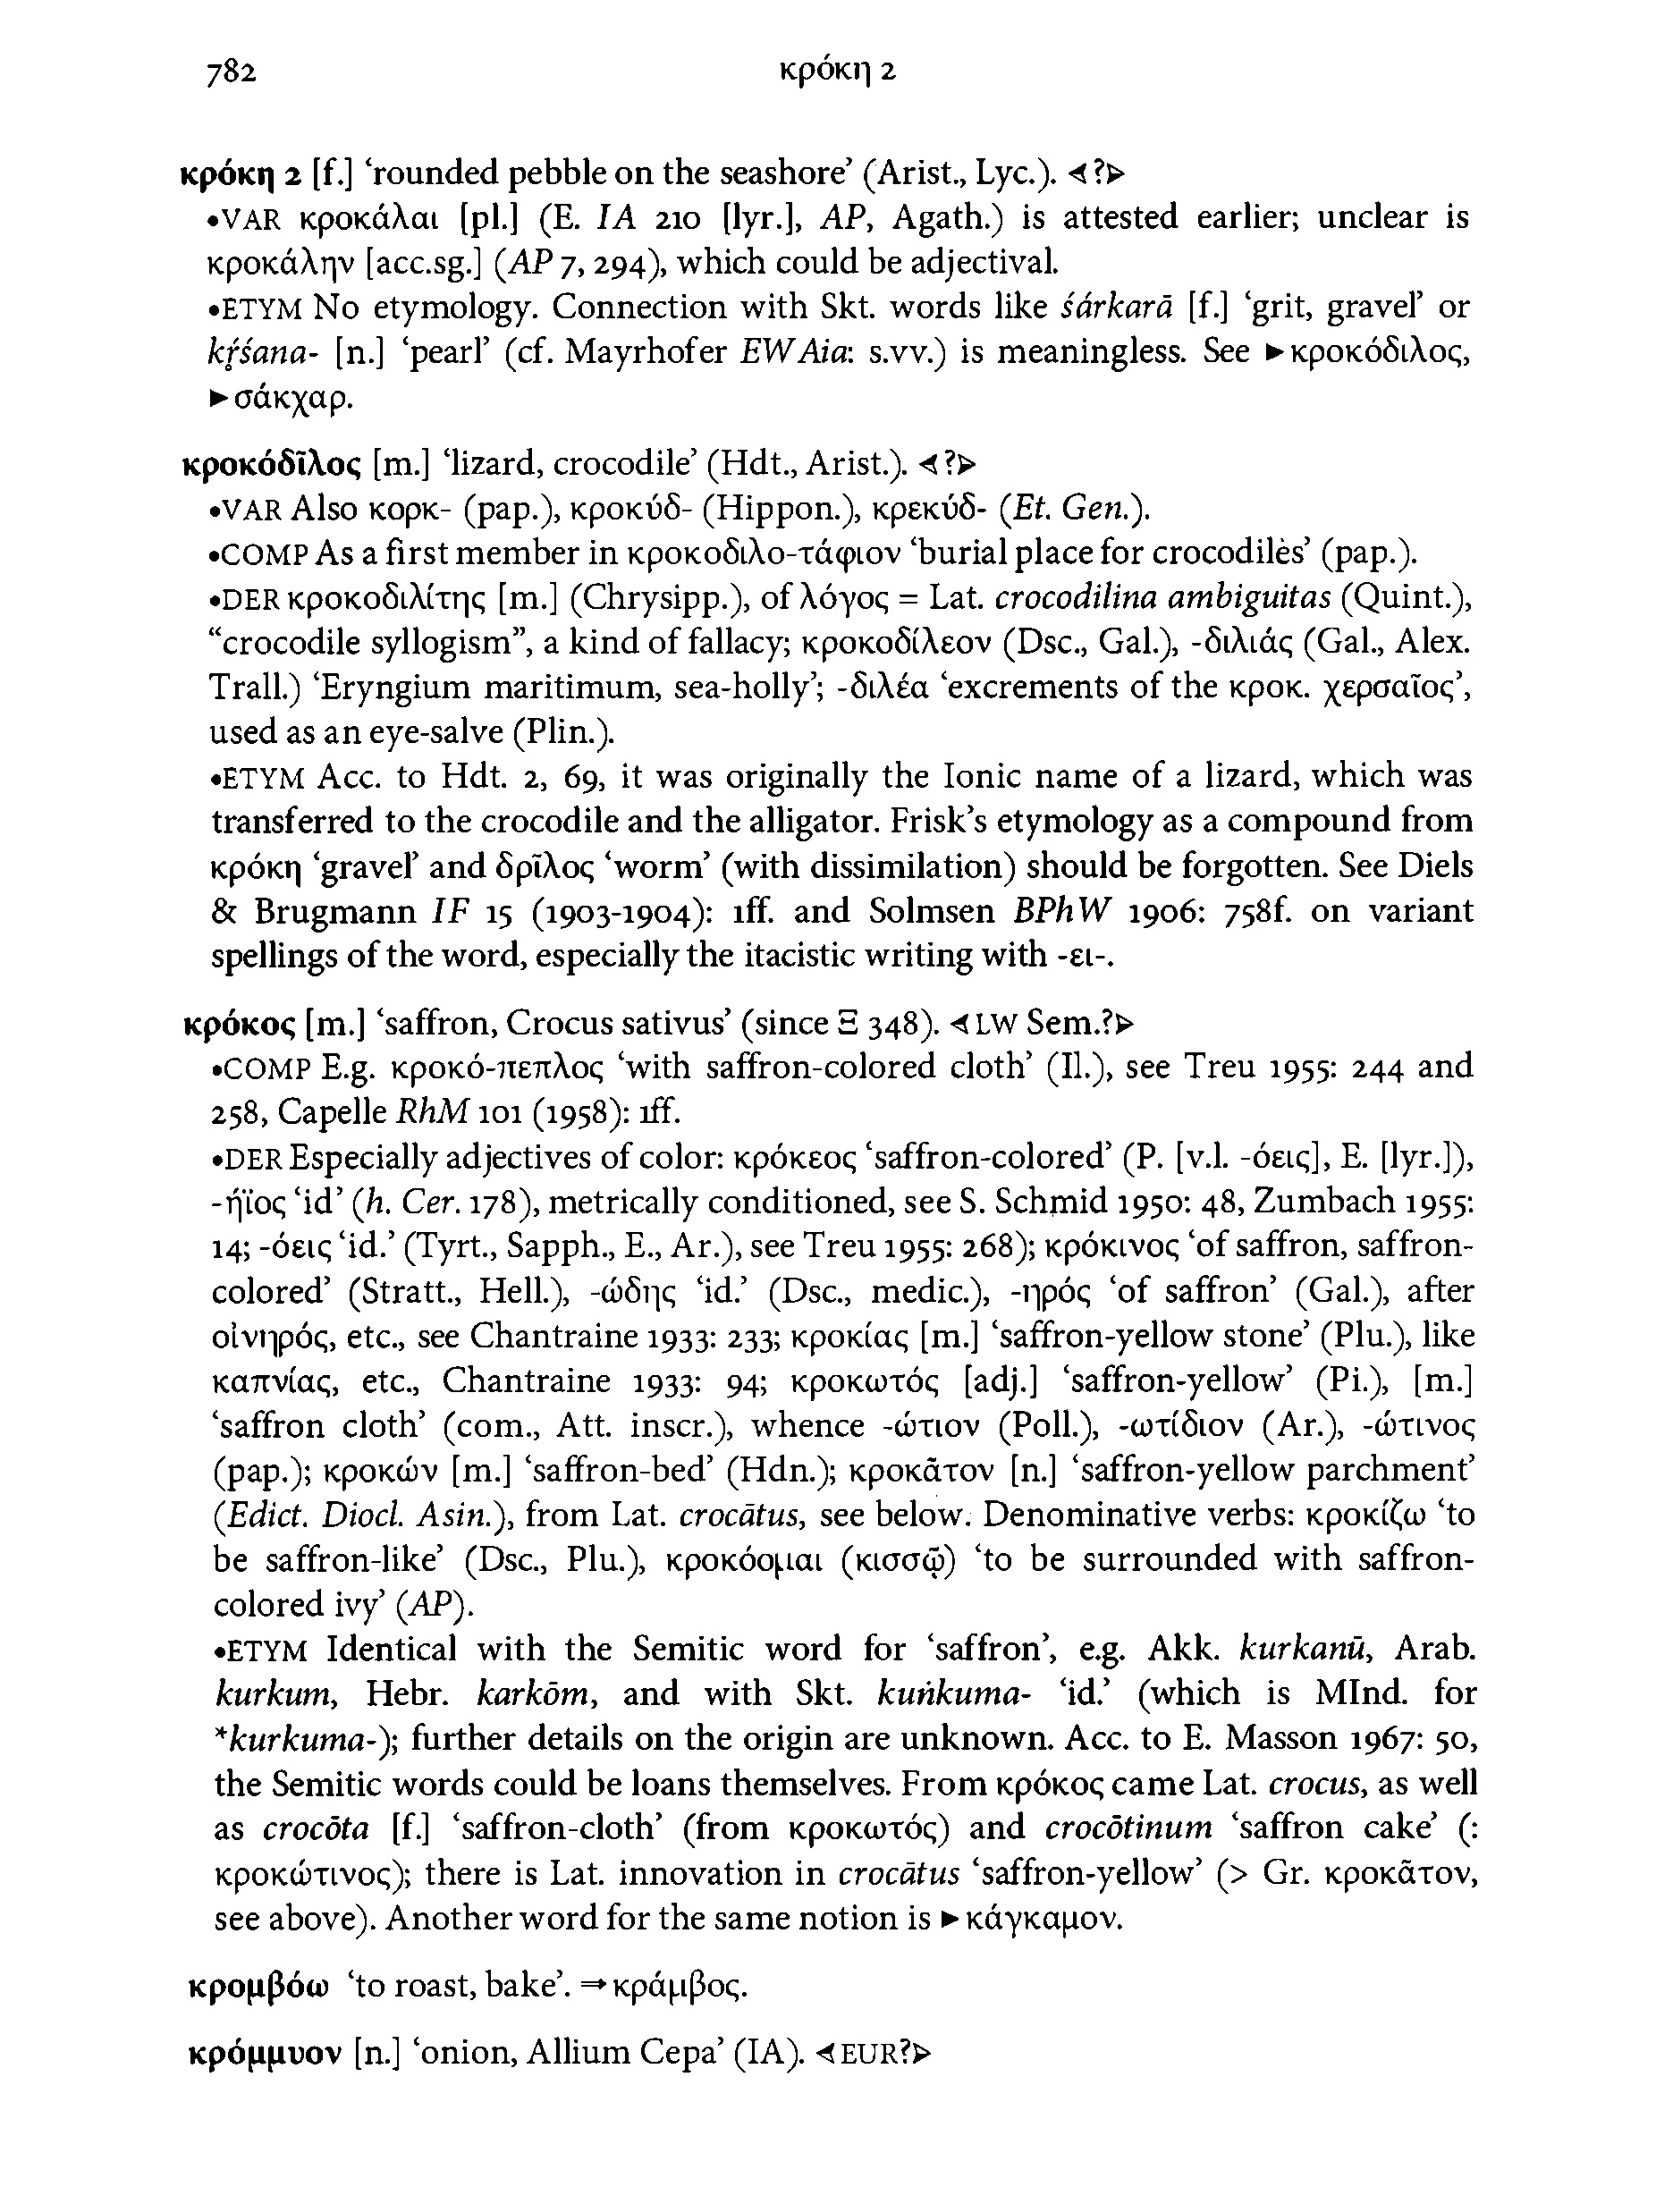 782 κρόκη 2
κρόκη 2 [f.] ‘rounded pebble on the seashore’ (Arist., Lyc.). ◁?▷
•VAR κροκάλαι [pl.] (E. IA 210 [lyr.], AP, Agath.) is attested earlier; unclear is
κροκάλην [acc.sg.] (AP 7, 294), which could be adjectival.
•ETYM No etymology. Connection with Skt. words like śárkarā [f.] ‘grit, gravel’ or
kṛ́śana- [n.] ‘pearl’ (cf. Mayrhofer EWAia: s.vv.) is meaningless. See ►κροκόδιλος,
►σάκχαρ.
κροκόδῑλος [m.] ‘lizard, crocodile’ (Hdt., Arist.). ◁?▷
•VAR Also κορκ- (pap.), κροκύδ- (Hippon.), κρεκύδ- (Et. Gen.).
•COMP As a first member in κροκοδιλο-τάφιον ‘burial place for crocodiles’ (pap.).
•DER κροκοδιλίτης [m.] (Chrysipp.), of λόγος = Lat. crocodilina ambiguitas (Quint.),
“crocodile syllogism”, a kind of fallacy; κροκοδίλεον (Dsc., Gal.), -διλιάς (Gal., Alex.
Trall.) ‘Eryngium maritimum, sea-holly’; -διλέα ‘excrements of the κροκ. χερσαῖος’,
used as an eye-salve (Plin.).
•ETYM Acc. to Hdt. 2, 69, it was originally the Ionic name of a lizard, which was
transferred to the crocodile and the alligator. Frisk’s etymology as a compound from
κρόκη ‘gravel’ and δρῖλος ‘worm’ (with dissimilation) should be forgotten. See Diels
& Brugmann IF 15 (1903-1904): 1ff. and Solmsen BPhW 1906: 758f. on variant
spellings of the word, especially the itacistic writing with -ει-.
κρόκος [m.] ‘saffron, Crocus sativus’ (since Ξ 348). ◁LW Sem.?▷
•COMP E.g. κροκό-πεπλος ‘with saffron-colored cloth’ (Il.), see Treu 1955: 244 and
258, Capelle RhM 101 (1958): 1ff.
•DER Especially adjectives of color: κρόκεος ‘saffron-colored’ (P. [v.l. -όεις], E. [lyr.]),
-ήϊος ‘id’ (h. Cer. 178), metrically conditioned, see S. Schmid 1950: 48, Zumbach 1955:
14; -όεις ‘id.’ (Tyrt., Sapph., E., Ar.), see Treu 1955: 268); κρόκινος ‘of saffron, saffron-
colored’ (Stratt., Hell.), -ώδης ‘id.’ (Dsc., medic.), -ηρός ‘of saffron’ (Gal.), after
οἰνηρός, etc., see Chantraine 1933: 233; κροκίας [m.] ‘saffron-yellow stone’ (Plu.), like
καπνίας, etc., Chantraine 1933: 94; κροκωτός [adj.] ‘saffron-yellow’ (Pi.), [m.]
‘saffron cloth’ (com., Att. inscr.), whence -ώτιον (Poll.), -ωτίδιον (Ar.), -ώτινος
(pap.); κροκών [m.] ‘saffron-bed’ (Hdn.); κροκᾶτον [n.] ‘saffron-yellow parchment’
(Edict. Diocl. Asin.), from Lat. crocātus, see below. Denominative verbs: κροκίζω ‘to
be saffron-like’ (Dsc., Plu.), κροκόομαι (κισσῷ) ‘to be surrounded with saffron-
colored ivy’ (AP).
•ETYM Identical with the Semitic word for ‘saffron’, e.g. Akk. kurkanū, Arab.
kurkum, Hebr. karkōm, and with Skt. kuṅkuma- ‘id.’ (which is MInd. for
*kurkuma-); further details on the origin are unknown. Acc. to E. Masson 1967: 50,
the Semitic words could be loans themselves. From κρόκος came Lat. crocus, as well
as crocōta [f.] ‘saffron-cloth’ (from κροκωτός) and crocōtinum ‘saffron cake’ (:
κροκώτινος); there is Lat. innovation in crocātus ‘saffron-yellow’ (> Gr. κροκᾶτον,
see above). Another word for the same notion is ►κάγκαμον.
κρομβόω ‘to roast, bake’. ⇒κράμβος.
κρόμμυον [n.] ‘onion, Allium Cepa’ (IA). ◁EUR?▷